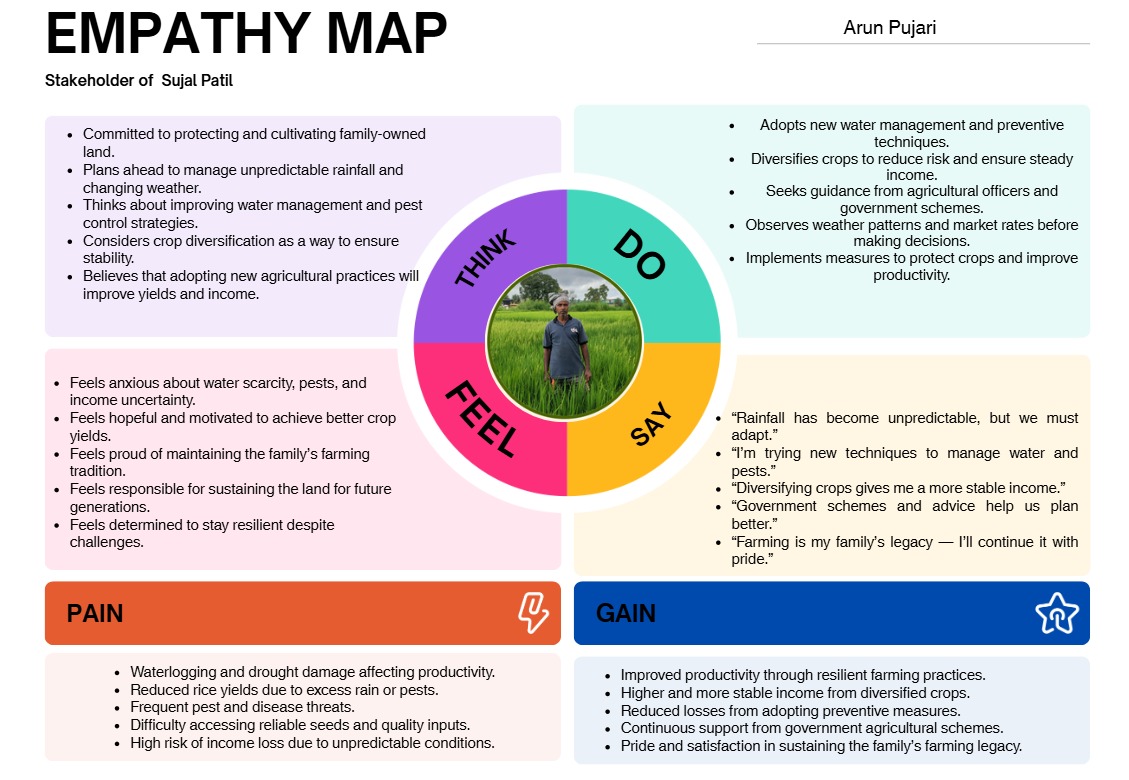 EMPATHY MAP
Arun Pujari
Stakeholder of Sujal Patil
• Committed to protecting and cultivating family-owned
land.
• Plans ahead to manage unpredictable rainfall and
changing weather.
• Thinks about improving water management and pest
control strategies.
• Considers crop diversification as a way to ensure
stability.
• Believes that adopting new agricultural practices will
improve yields and income.
• Adopts new water management and preventive
techniques.
• Diversifies crops to reduce risk and ensure steady
income.
• Seeks guidance from agricultural officers and
government schemes.
• Observes weather patterns and market rates before
making decisions.
• Implements measures to protect crops and improve
productivity.
THINK
DO
FEEL
SAY
• Feels anxious about water scarcity, pests, and
income uncertainty.
• Feels hopeful and motivated to achieve better crop
yields.
• Feels proud of maintaining the family’s farming
tradition.
• Feels responsible for sustaining the land for future
generations.
• Feels determined to stay resilient despite
challenges.
• “Rainfall has become unpredictable, but we must
adapt.”
• “I’m trying new techniques to manage water and
pests.”
• “Diversifying crops gives me a more stable income.”
• “Government schemes and advice help us plan
better.”
• “Farming is my family’s legacy — I’ll continue it with
pride.”
PAIN
• Waterlogging and drought damage affecting productivity.
• Reduced rice yields due to excess rain or pests.
• Frequent pest and disease threats.
• Difficulty accessing reliable seeds and quality inputs.
• High risk of income loss due to unpredictable conditions.
GAIN
• Improved productivity through resilient farming practices.
• Higher and more stable income from diversified crops.
• Reduced losses from adopting preventive measures.
• Continuous support from government agricultural schemes.
• Pride and satisfaction in sustaining the family’s farming legacy.